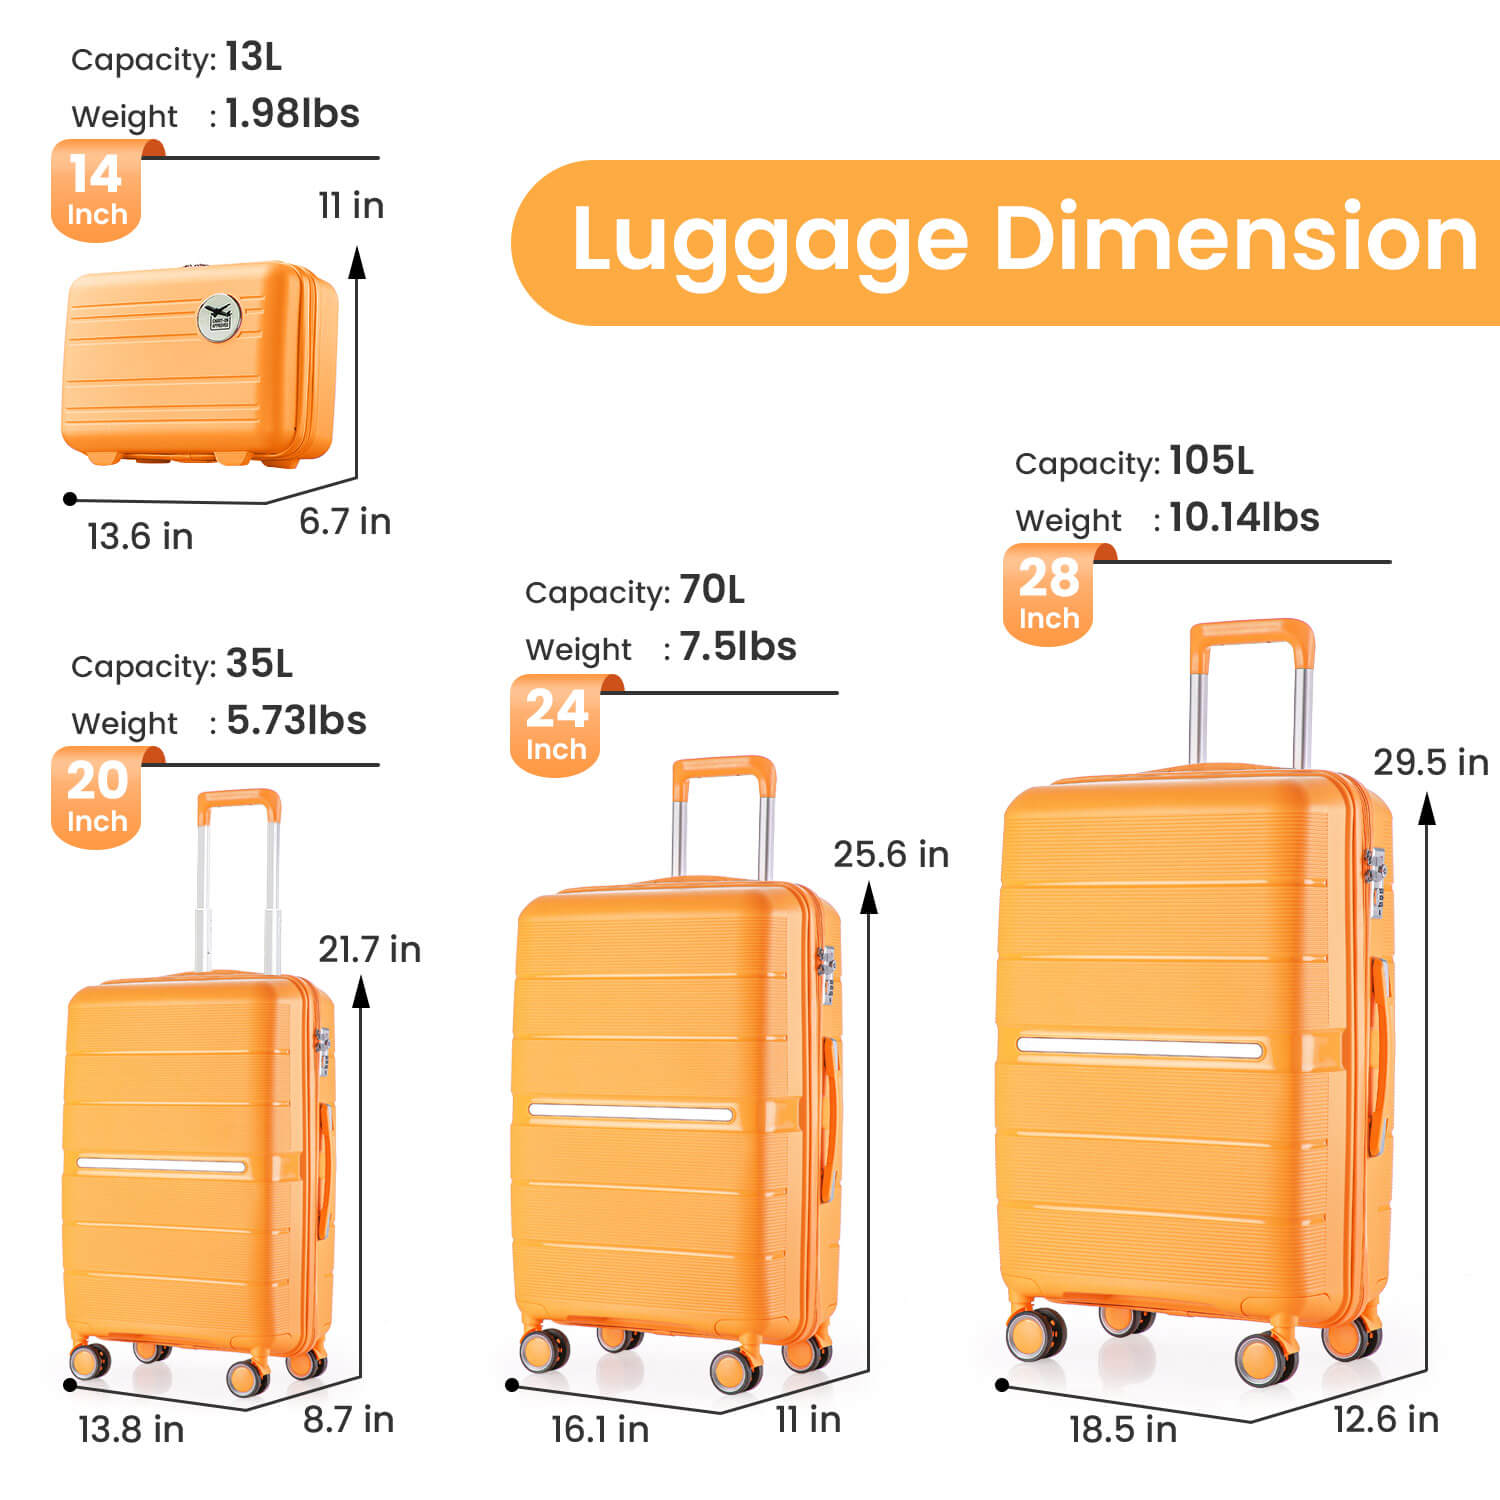 Capacity: 13L
Weight : 1.98lbs
14
Inch
11 in
CARRY-ON
APPROVED
13.6 in
6.7 in
Luggage Dimension
Capacity: 35L
Weight : 5.73lbs
20
Inch
21.7 in
13.8 in
8.7 in
Capacity: 70L
Weight : 7.5lbs
24
Inch
25.6 in
16.1 in
11 in
Capacity: 105L
Weight : 10.14lbs
28
Inch
29.5 in
18.5 in
12.6 in